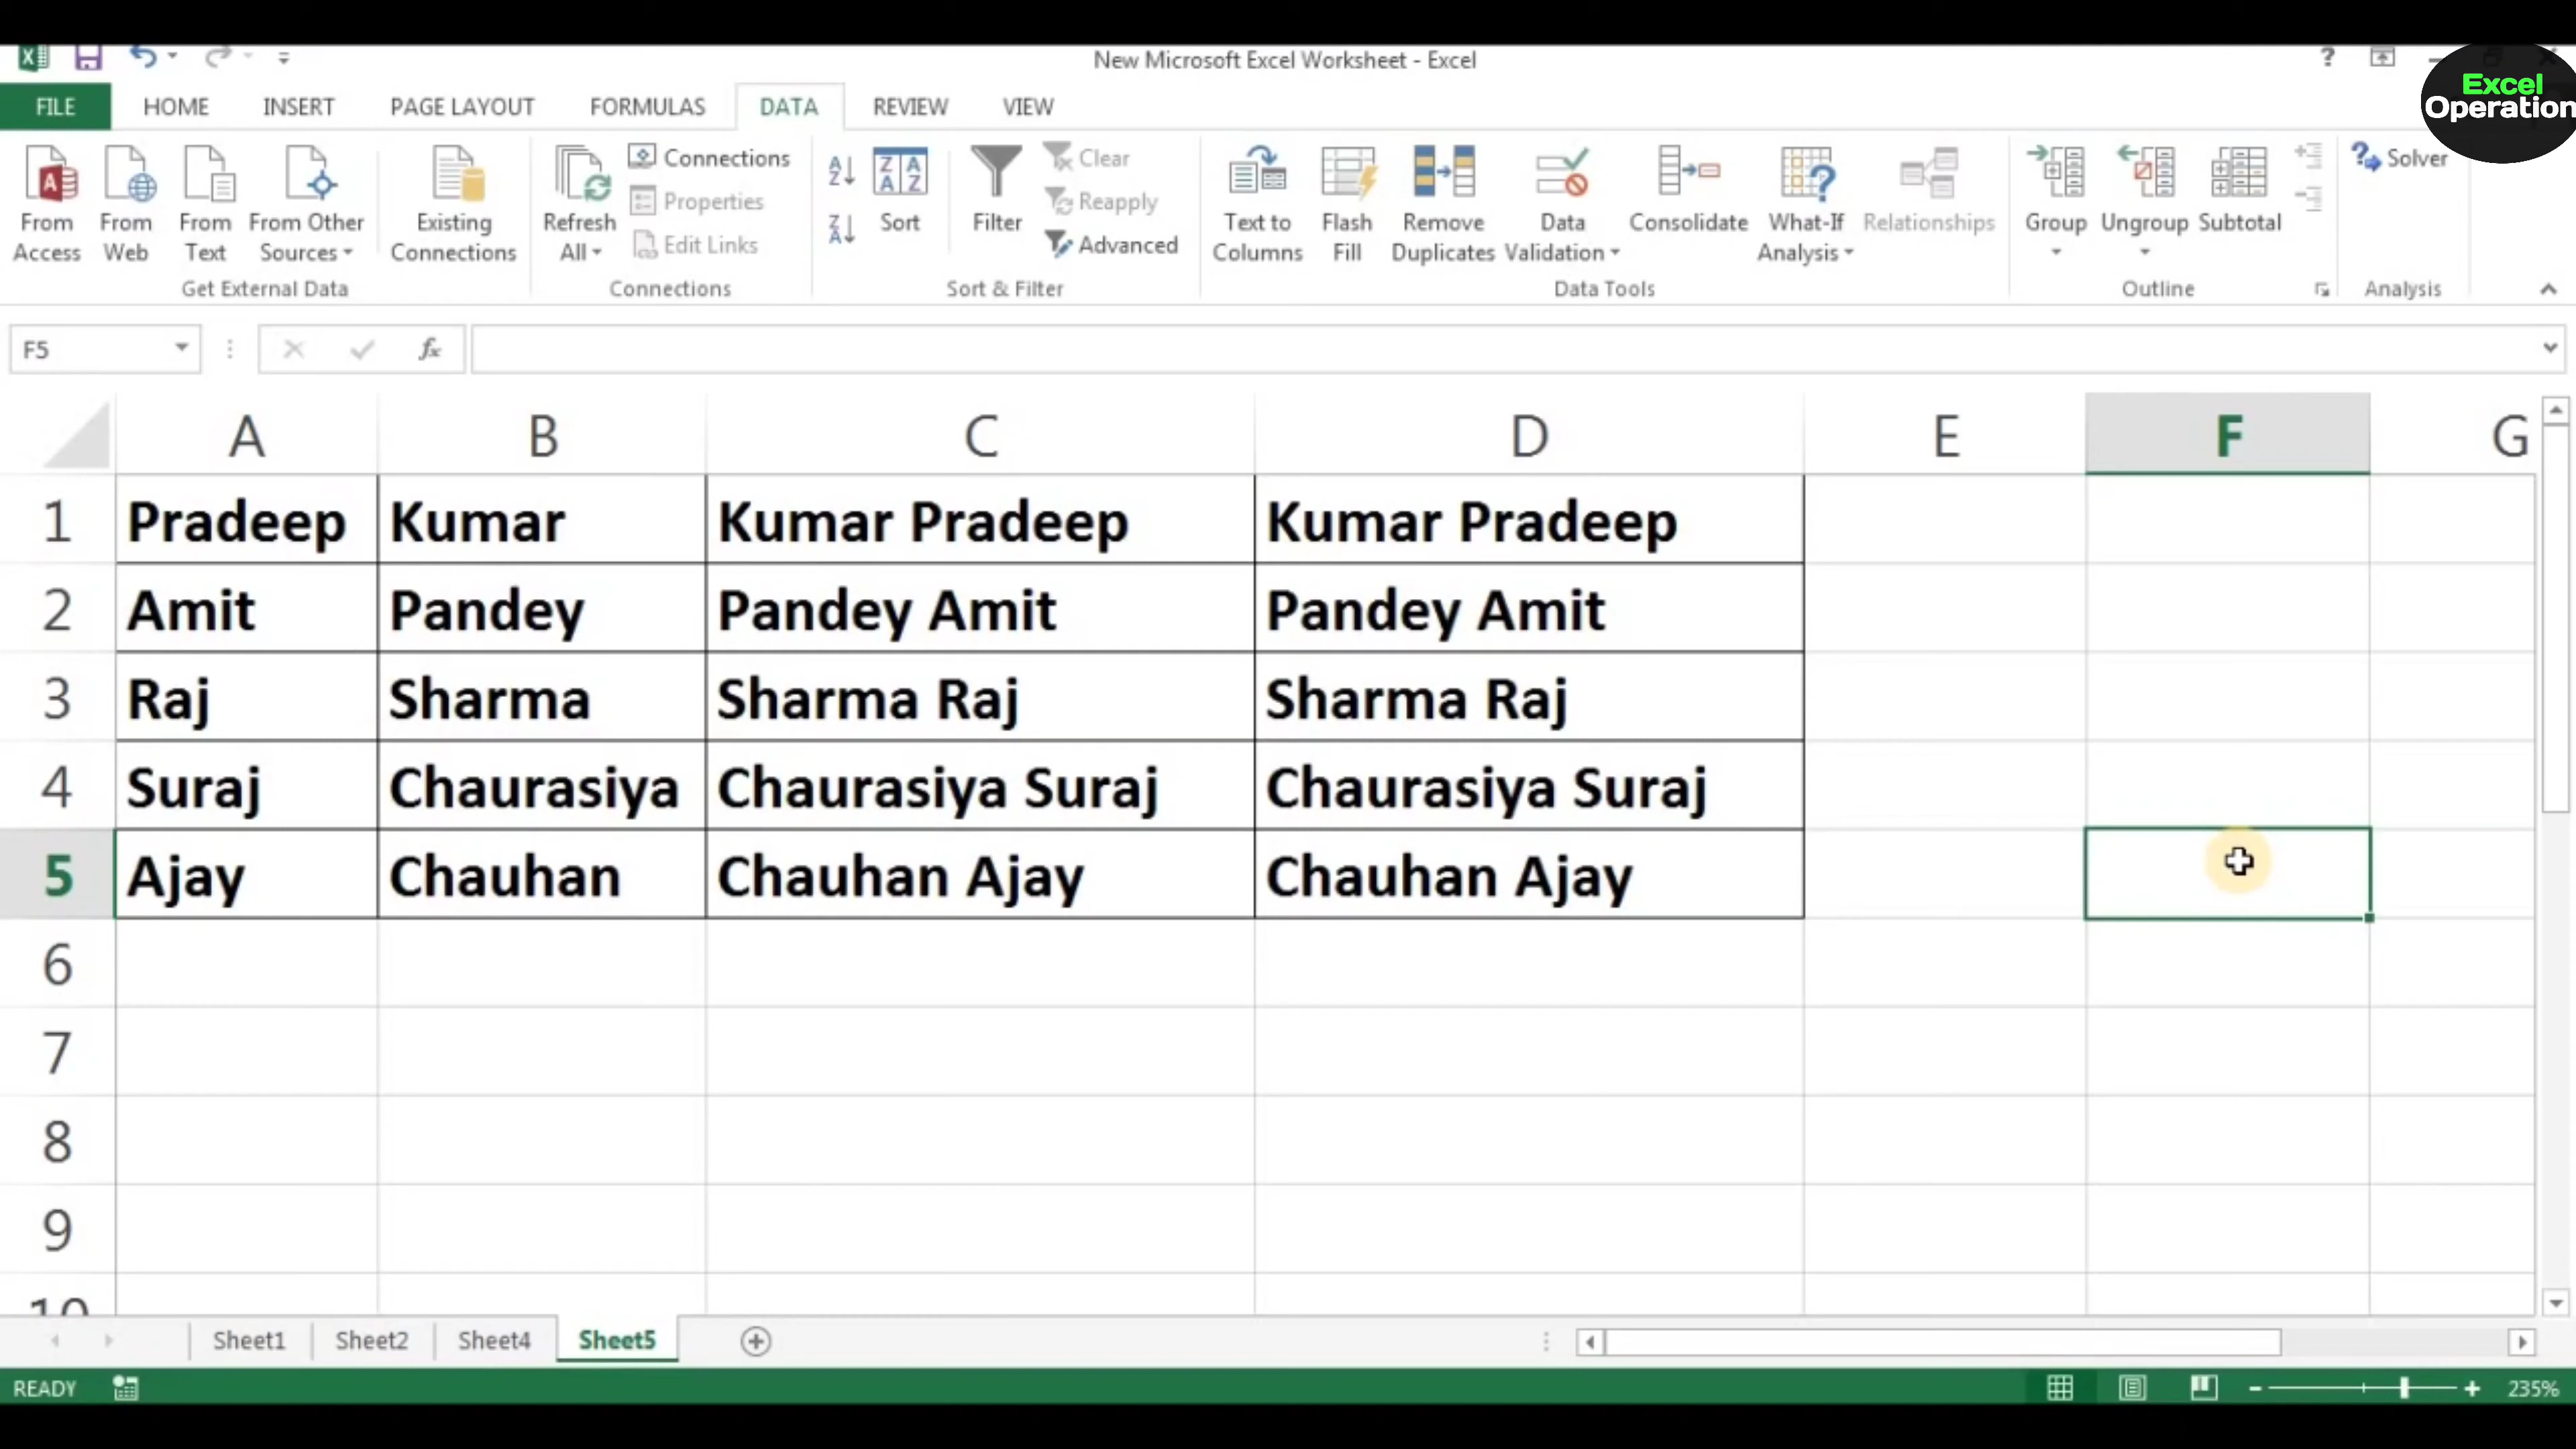 New Microsoft Excel Worksheet - Excel
Excel
Operation
FILE HOME INSERT PAGE LAYOUT FORMULAS DATA REVIEW VIEW
From Access
From Web
From Text
From Other Sources
Existing Connections
Get External Data
Refresh All
Connections
Properties
Edit Links
Connections
Sort
Filter
Clear
Reapply
Advanced
Sort & Filter
Text to Columns
Flash Fill
Remove Duplicates
Data Validation
Consolidate
What-If Analysis
Relationships
Data Tools
Group
Ungroup
Subtotal
Outline
Solver
Analysis
F5 fx
A B C D E F G
1 Pradeep Kumar Kumar Pradeep Kumar Pradeep
2 Amit Pandey Pandey Amit Pandey Amit
3 Raj Sharma Sharma Raj Sharma Raj
4 Suraj Chaurasiya Chaurasiya Suraj Chaurasiya Suraj
5 Ajay Chauhan Chauhan Ajay Chauhan Ajay
6
7
8
9
10
Sheet1 Sheet2 Sheet4 Sheet5
READY 235%